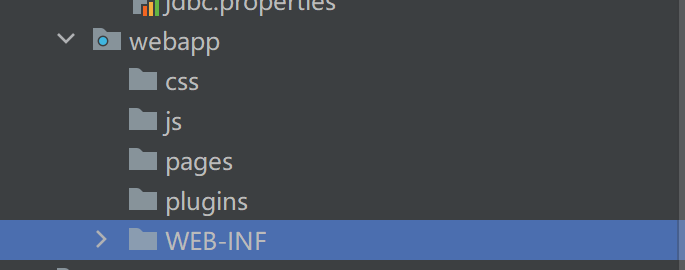 jdbc.properties
webapp
css
js
pages
plugins
WEB-INF